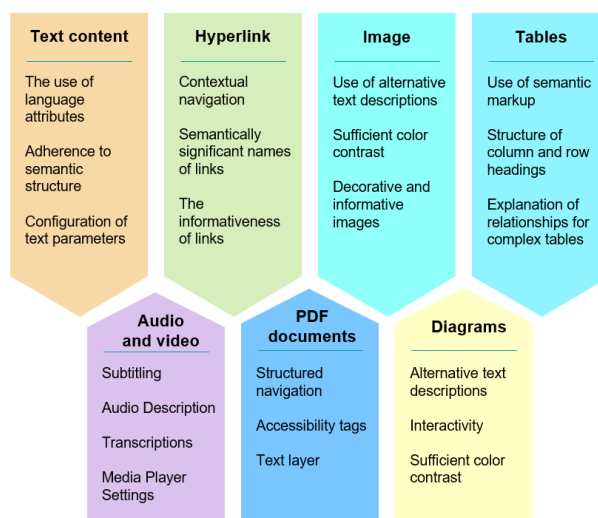 Text content
The use of
language
attributes
Adherence to
semantic
structure
Configuration of
text parameters
Hyperlink
Contextual
navigation
Semantically
significant names
of links
The
informativeness
of links
Image
Use of alternative
text descriptions
Sufficient color
contrast
Decorative and
informative
images
Tables
Use of semantic
markup
Structure of
column and row
headings
Explanation of
relationships for
complex tables
Audio
and video
Subtitling
Audio Description
Transcriptions
Media Player
Settings
PDF
documents
Structured
navigation
Accessibility tags
Text layer
Diagrams
Alternative text
descriptions
Interactivity
Sufficient color
contrast